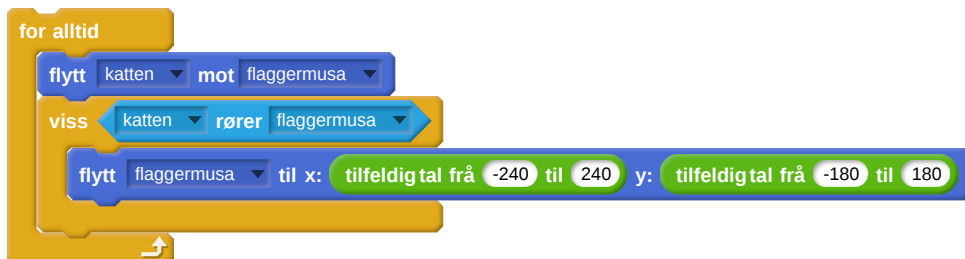 for alltid
flytt katten mot flaggermusa
viss katten rører flaggermusa
flytt flaggermusa til x: tilfeldig tal frå -240 til 240 y: tilfeldig tal frå -180 til 180